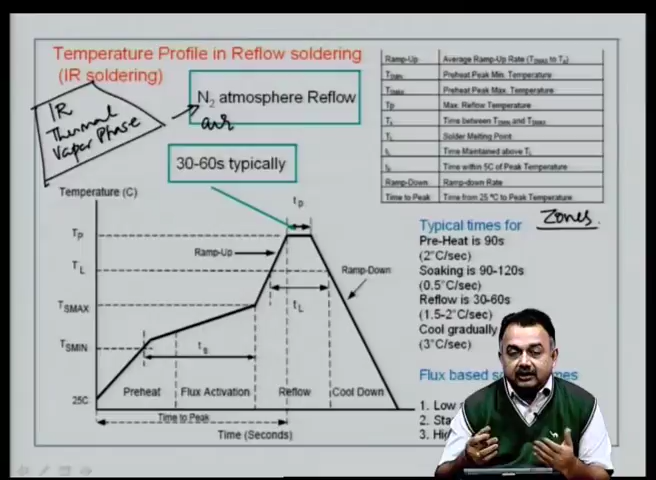 Temperature Profile in Reflow soldering
(IR soldering)
IR
Thermal
Vapor Phase
N2 atmosphere Reflow
air
30-60s typically
Ramp-Up Average Ramp-Up Rate (TSMAX to TP)
TSMIN Preheat Peak Min. Temperature
TSMAX Preheat Peak Max. Temperature
Tp Max. Reflow Temperature
Time between TSMIN and TSMAX
TL Solder Melting Point
tL Time Maintained above TL
Time within 5C of Peak Temperature
Ramp-Down Ramp-down Rate
Time to Peak Time from 25 ºC to Peak Temperature
Zones
Typical times for
Pre-Heat is 90s
(2°C/sec)
Soaking is 90-120s
(0.5°C/sec)
Reflow is 30-60s
(1.5-2°C/sec)
Cool gradually
(3°C/sec)
Flux based
1. Low
2.
3.
Temperature (C)
tp
TP
Ramp-Up
TL
Ramp-Down
TSMAX
tL
TSMIN
ts
25C
Preheat Flux Activation Reflow Cool Down
Time to Peak
Time (Seconds)